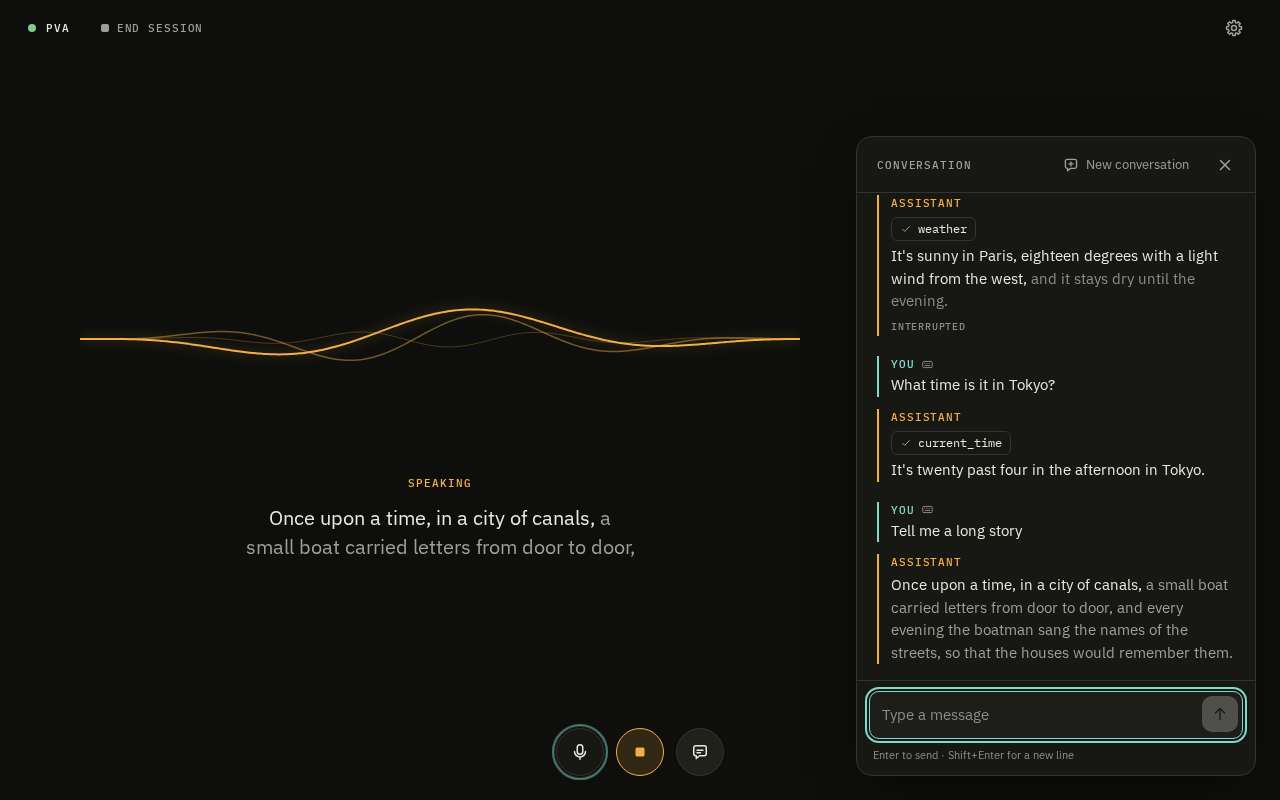 PVA
END SESSION
SPEAKING
Once upon a time, in a city of canals, a
small boat carried letters from door to door,
CONVERSATION
New conversation
ASSISTANT
weather
It's sunny in Paris, eighteen degrees with a light
wind from the west, and it stays dry until the
evening.
INTERRUPTED
YOU
What time is it in Tokyo?
ASSISTANT
current_time
It's twenty past four in the afternoon in Tokyo.
YOU
Tell me a long story
ASSISTANT
Once upon a time, in a city of canals, a small boat
carried letters from door to door, and every
evening the boatman sang the names of the
streets, so that the houses would remember them.
Type a message
Enter to send · Shift+Enter for a new line